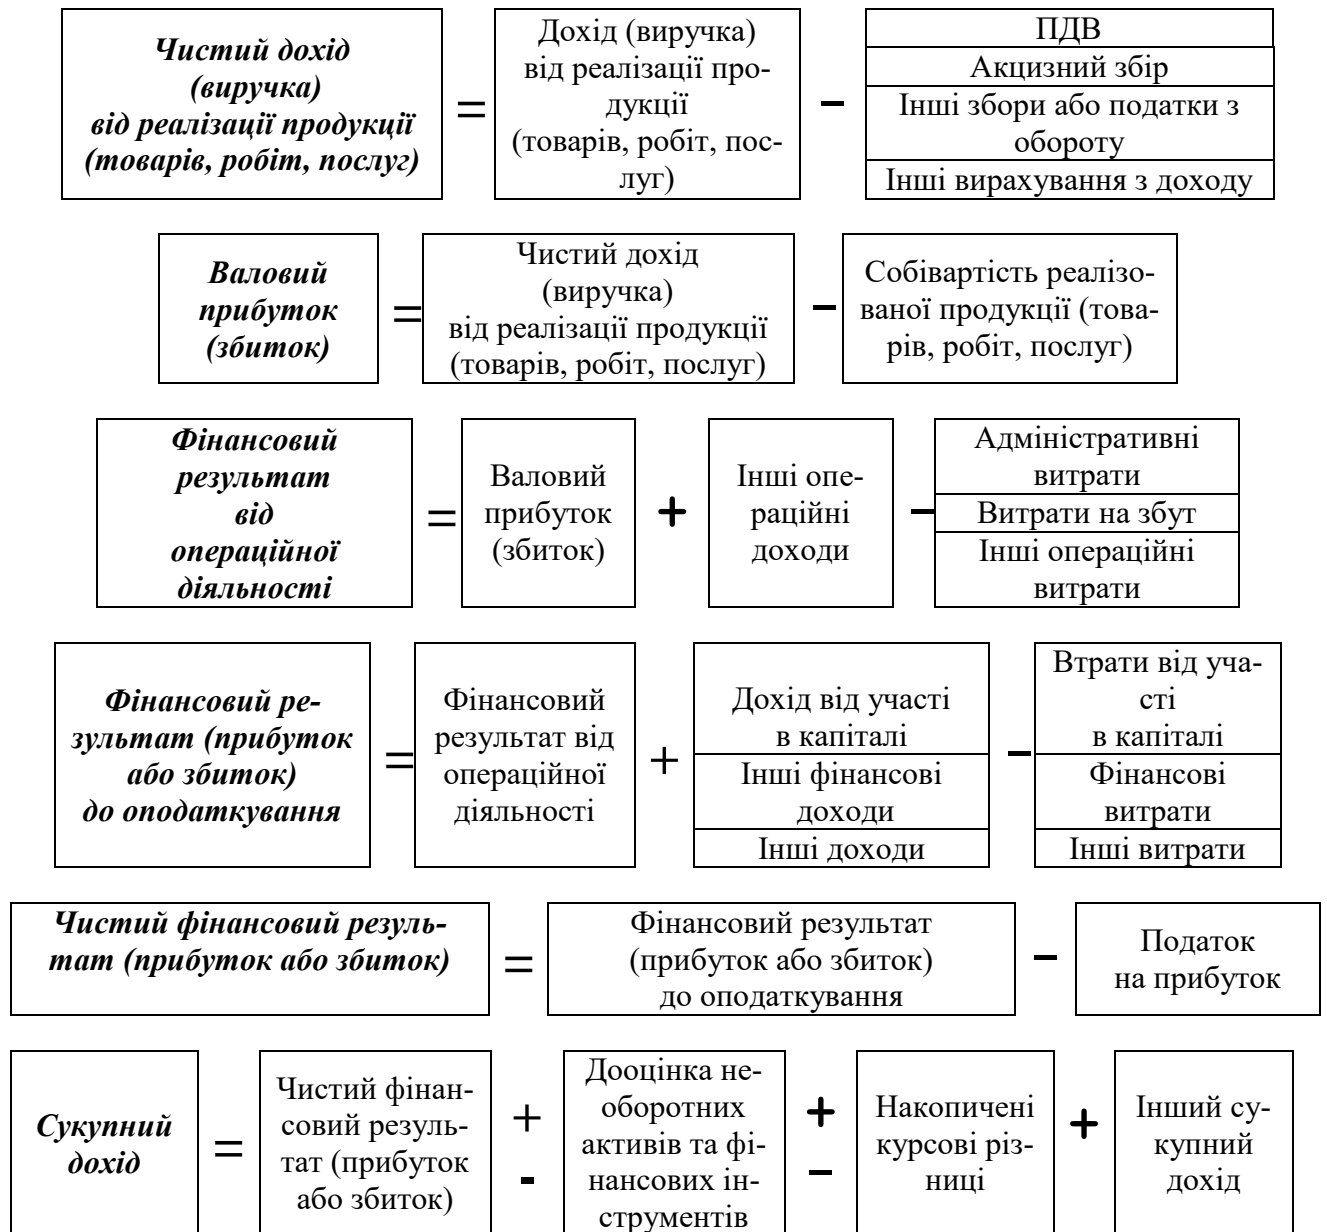 Чистий дохід
(виручка)
від реалізації продукції
(товарів, робіт, послуг)
=
Дохід (виручка)
від реалізації про-
дукції
(товарів, робіт, пос-
луг)
–
ПДВ
Акцизний збір
Інші збори або податки з
обороту
Інші вирахування з доходу
Валовий
прибуток
(збиток)
=
Чистий дохід
(виручка)
від реалізації продукції
(товарів, робіт, послуг)
–
Собівартість реалізо-
ваної продукції (това-
рів, робіт, послуг)
Фінансовий
результат
від
операційної
діяльності
=
Валовий
прибуток
(збиток)
+
Інші опе-
раційні
доходи
–
Адміністративні
витрати
Витрати на збут
Інші операційні
витрати
Фінансовий ре-
зультат (прибуток
або збиток)
до оподаткування
=
Фінансовий
результат від
операційної
діяльності
+
Дохід від участі
в капіталі
Інші фінансові
доходи
Інші доходи
–
Втрати від уча-
сті
в капіталі
Фінансові
витрати
Інші витрати
Чистий фінансовий резуль-
тат (прибуток або збиток)
=
Фінансовий результат
(прибуток або збиток)
до оподаткування
–
Податок
на прибуток
Сукупний
дохід
=
Чистий фінан-
совий резуль-
тат (прибуток
або збиток)
+
-
Дооцінка не-
оборотних
активів та фі-
нансових ін-
струментів
+
–
Накопичені
курсові різ-
ниці
+
Інший су-
купний
дохід